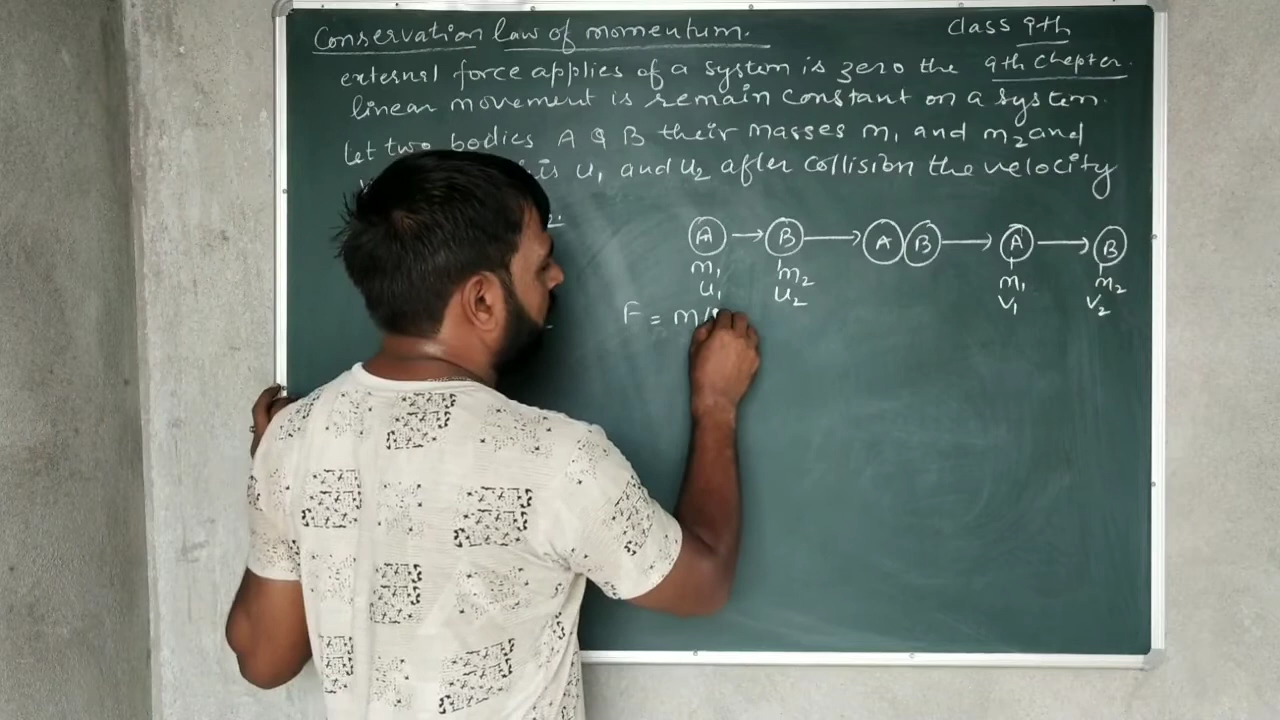 Conservation law of momentum.
Class 9th
external force applies of a system is zero the 9th Chepter.
linear movement is remain constant on a system.
Let two bodies A & B their masses m₁ and m₂ and
is u₁ and u₂ after collision the velocity
A → B → A B → A → B
m₁ m₂ m₁ m₂
u₁ u₂ v₁ v₂
F = m